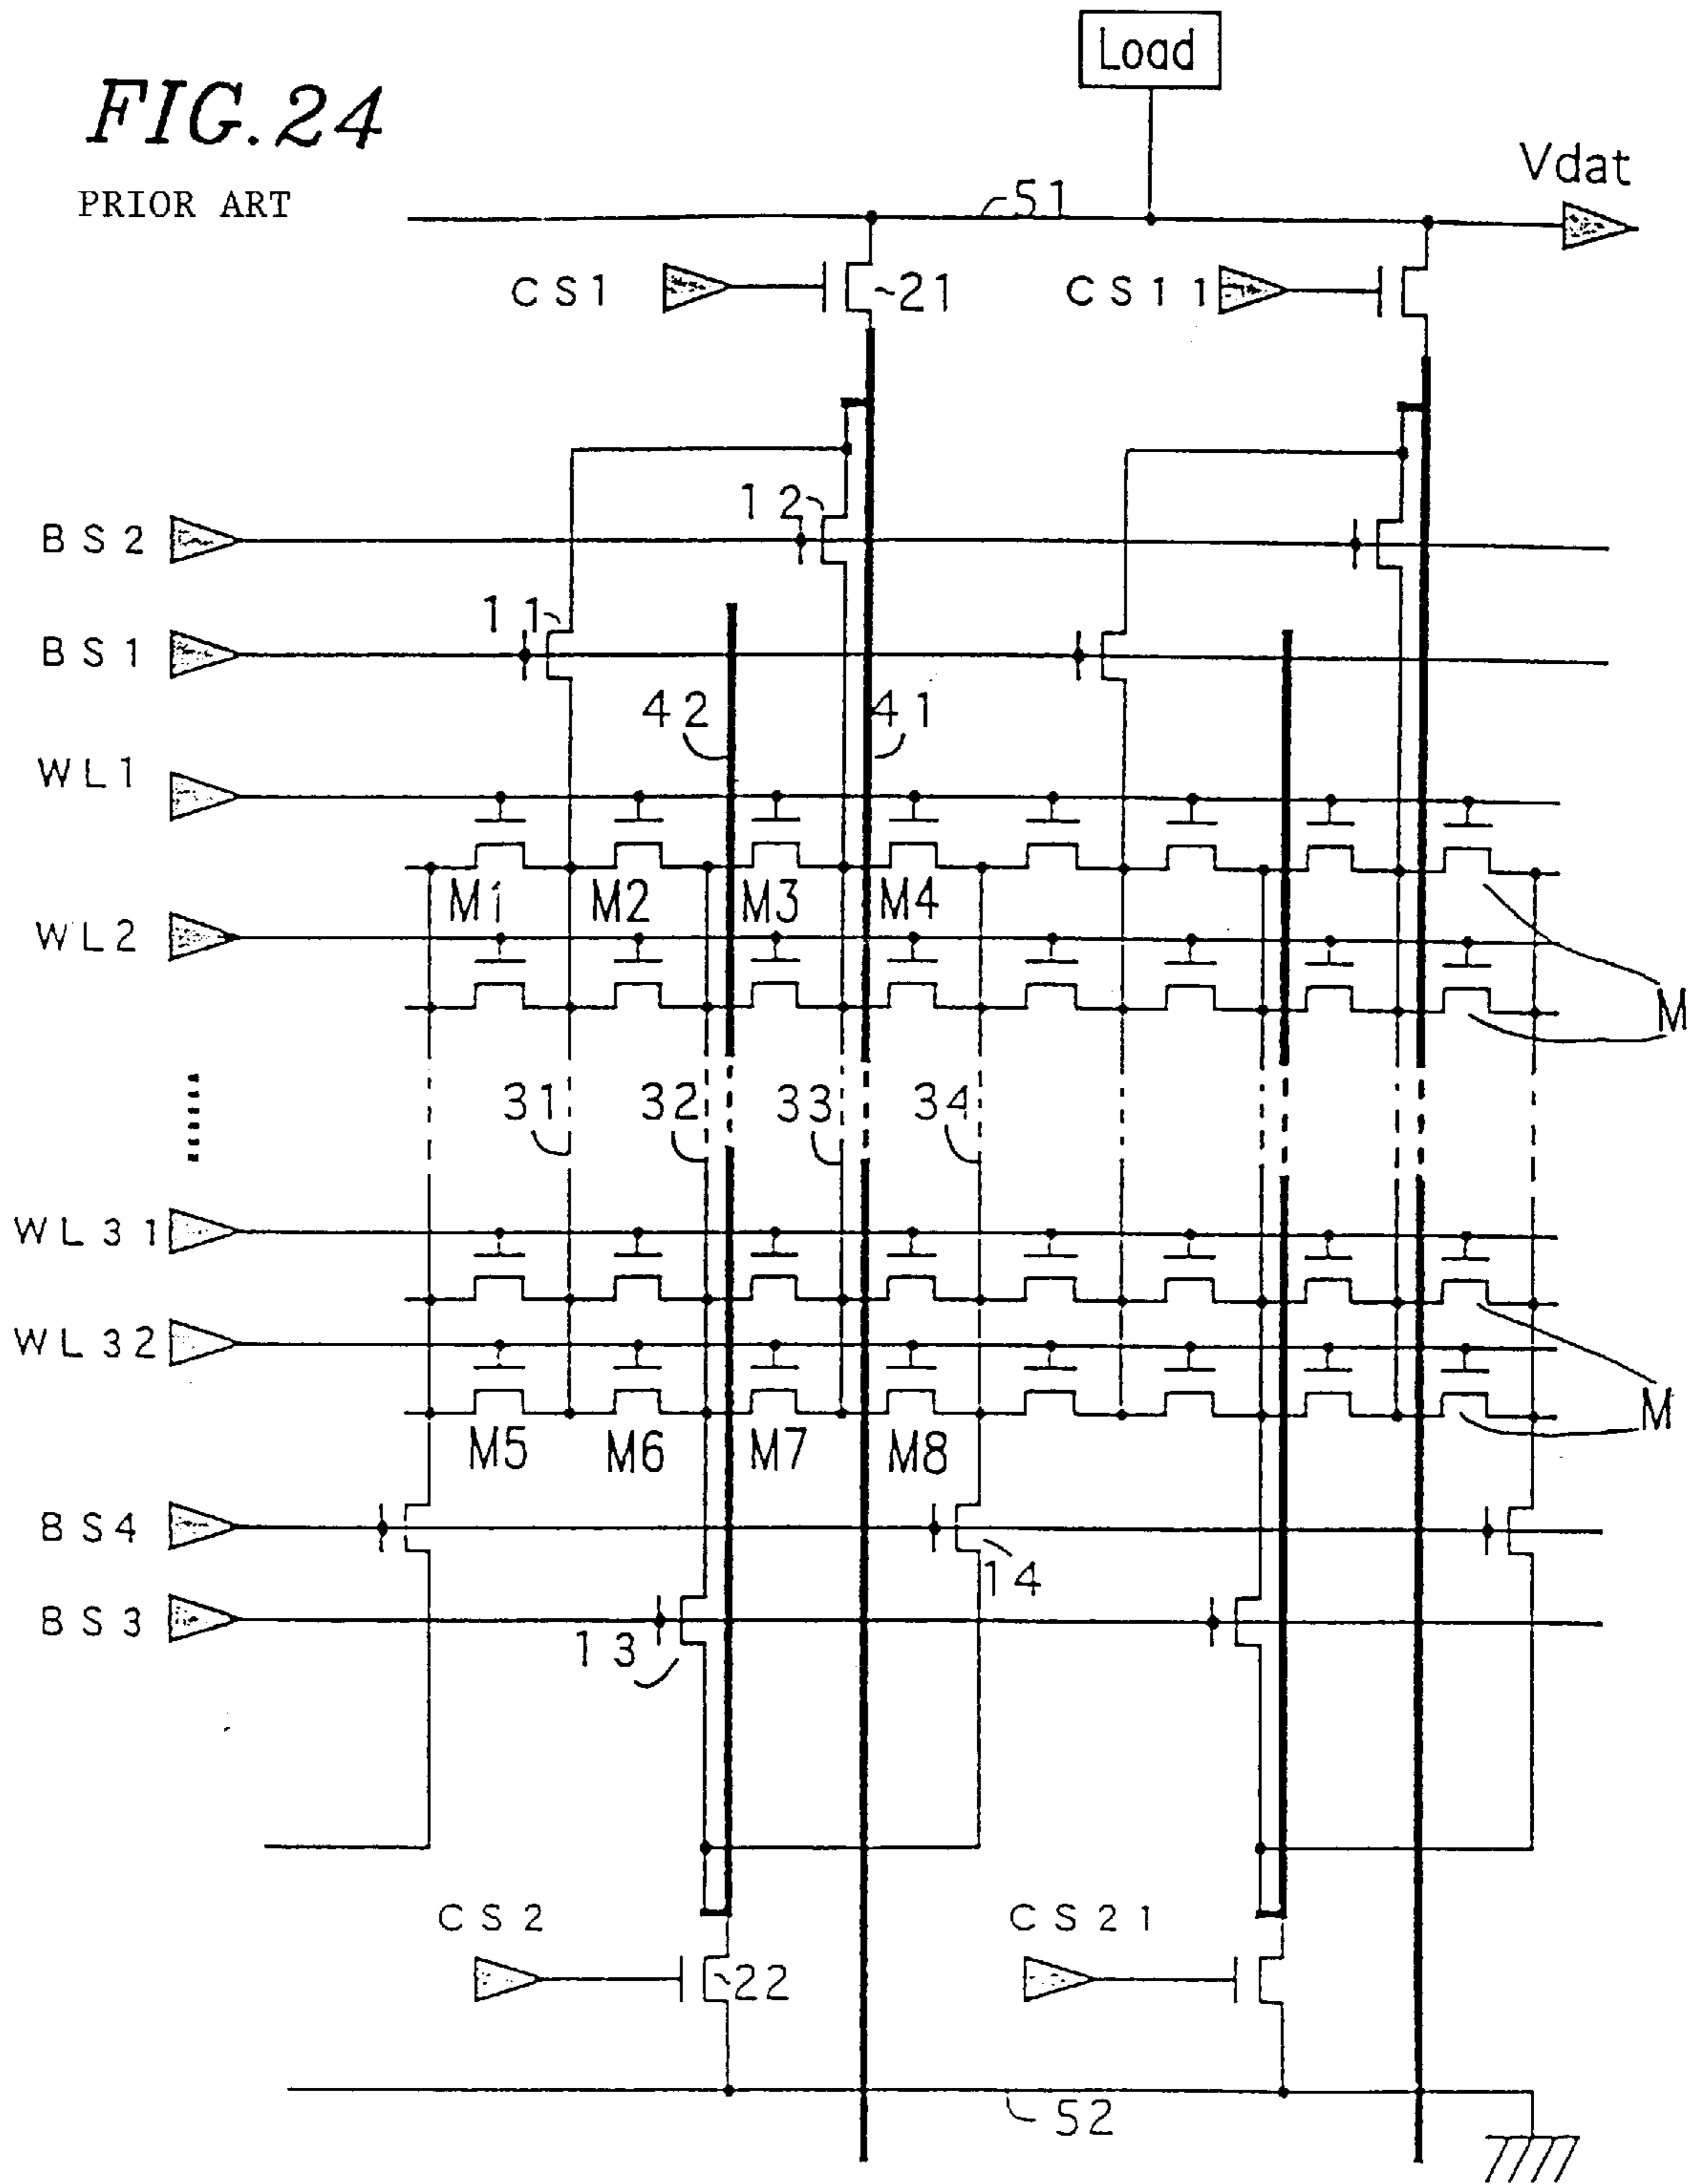 Load
FIG.24
PRIOR ART
Vdat
51
CS1
21
CS11
12
BS2
11
BS1
42
41
WL1
M1 M2 M3 M4
WL2
M
31 32 33 34
WL31
WL32
M
M5 M6 M7 M8
BS4
14
BS3
13
CS2
CS21
22
52